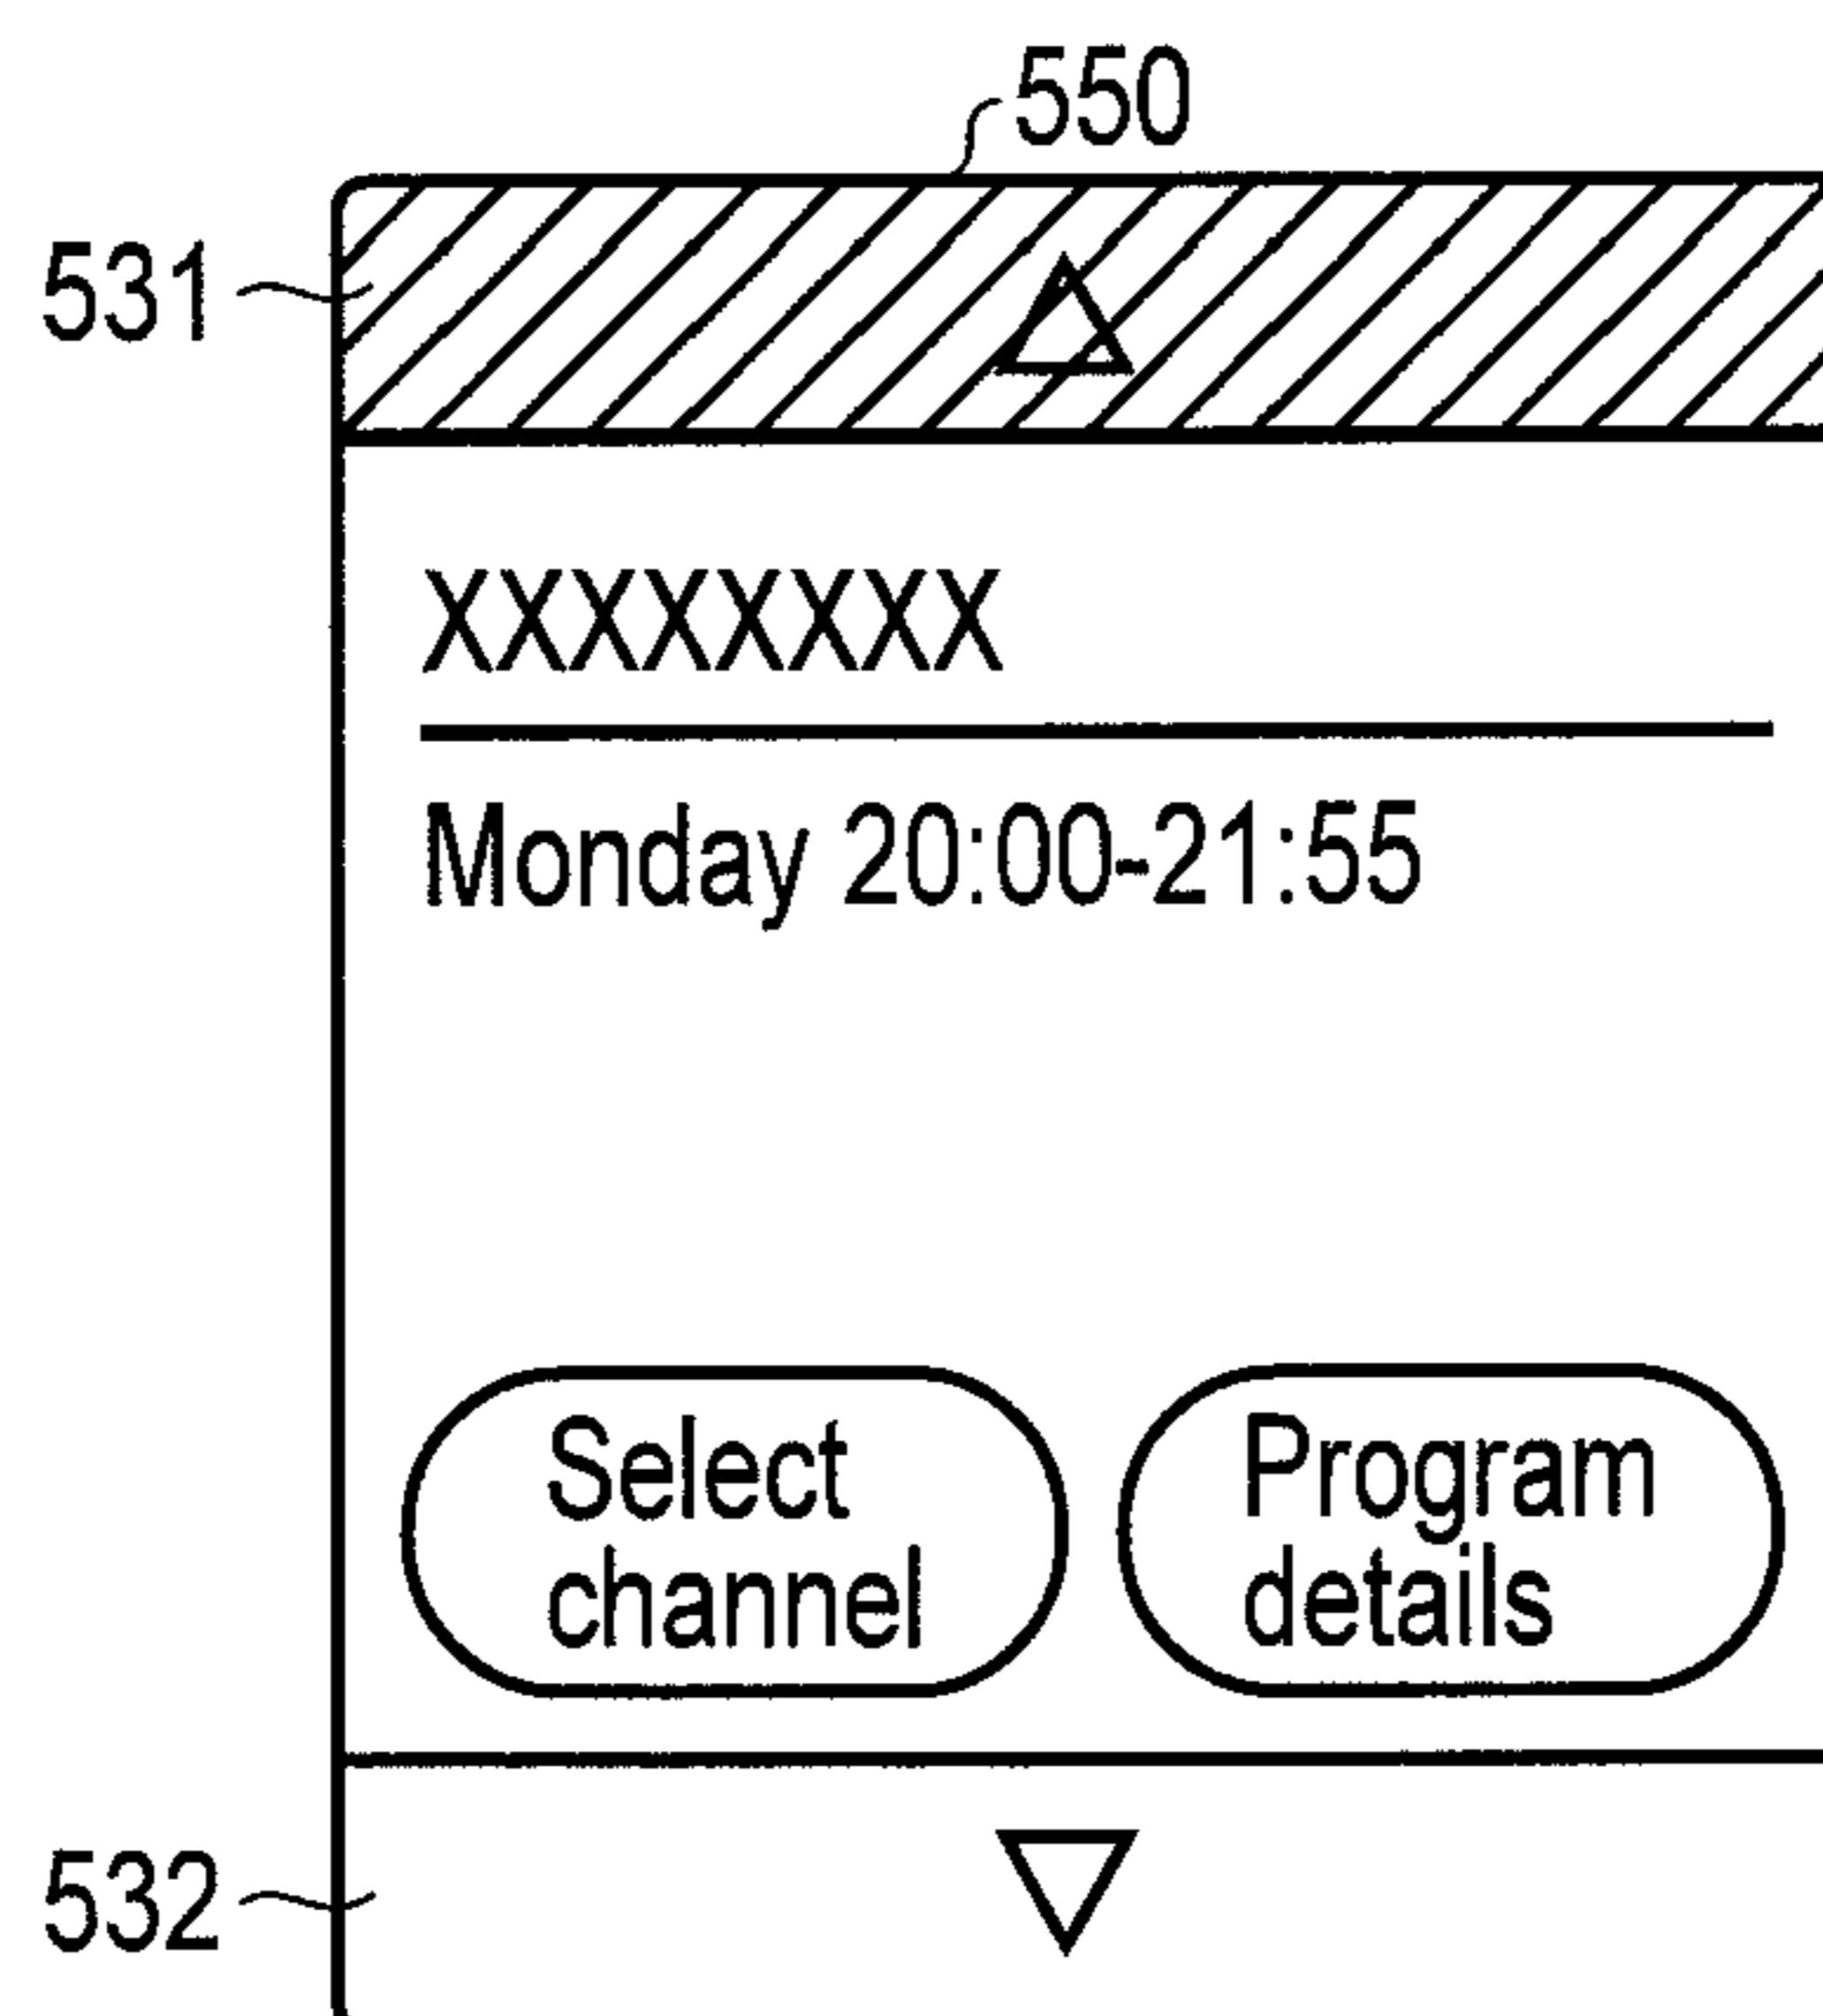 550
531
XXXXXXXX
Monday 20:00-21:55
Select
channel
Program
details
532